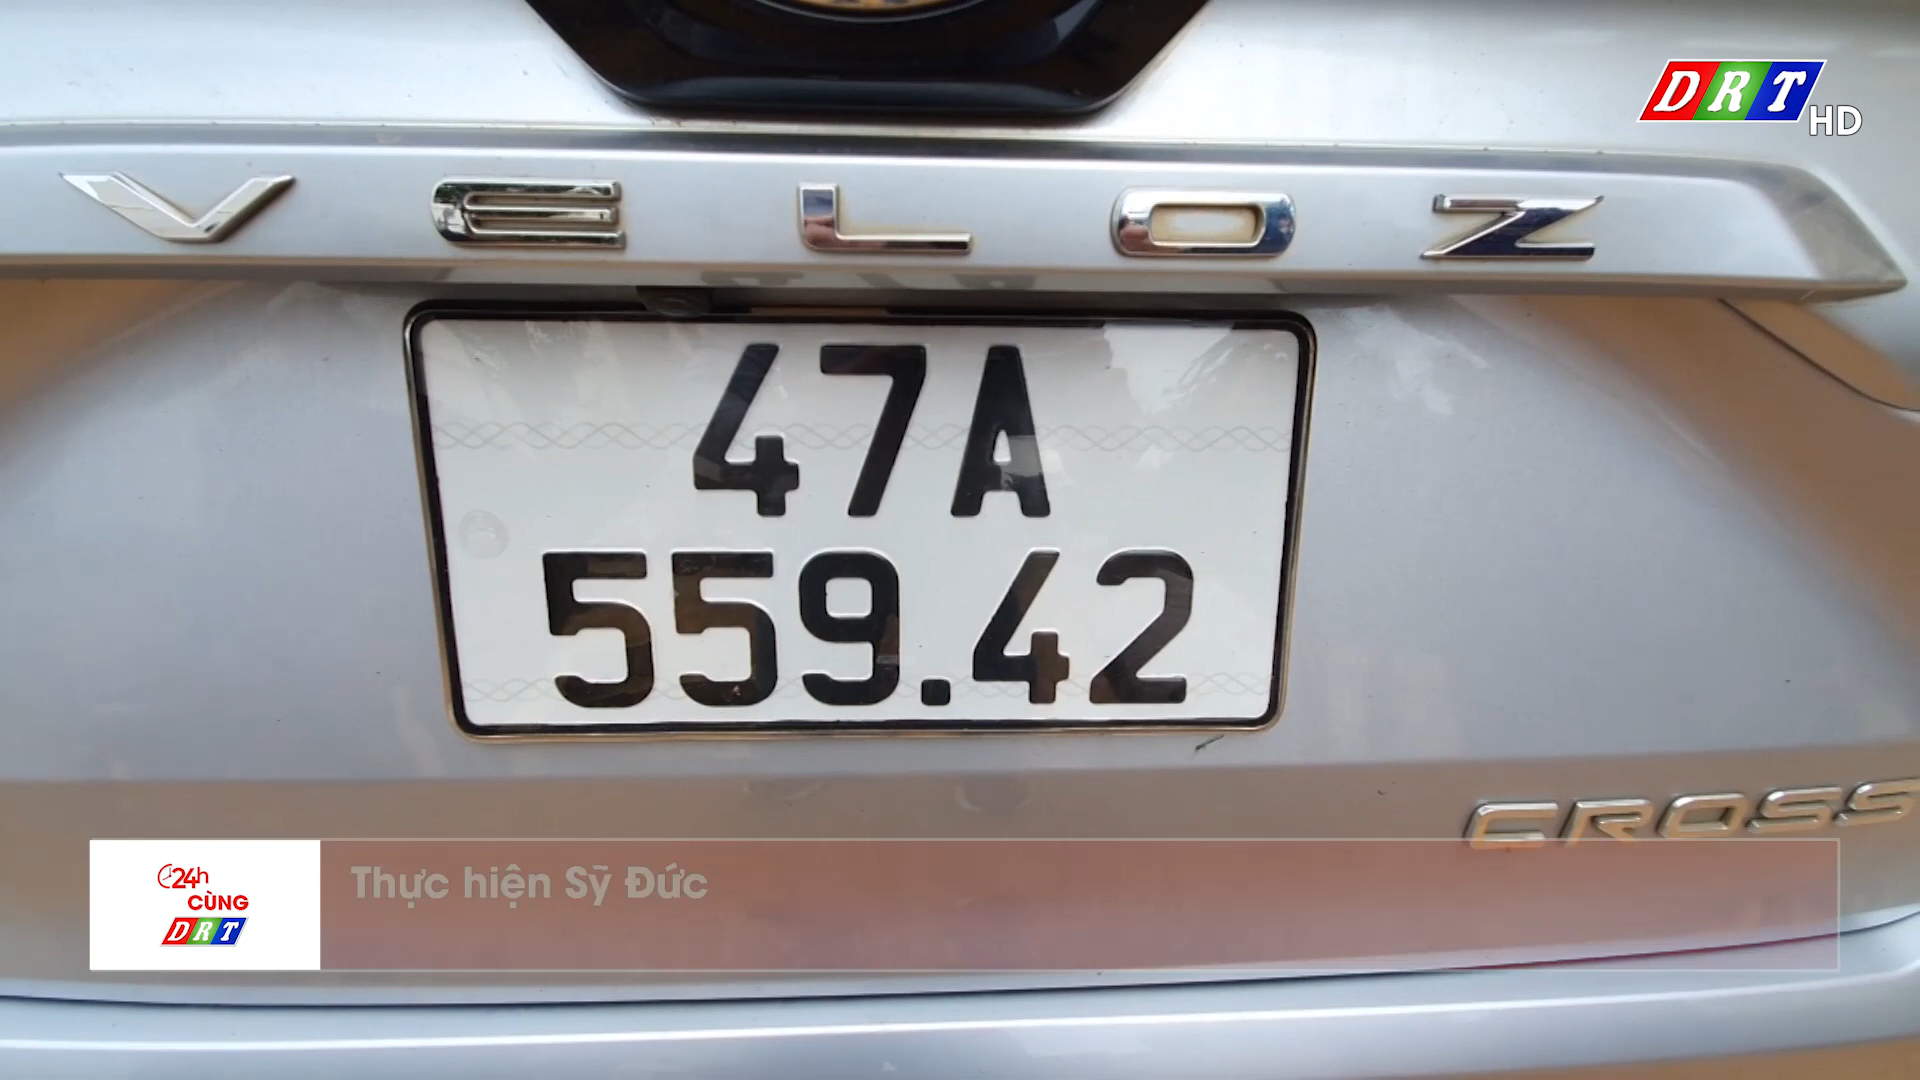 DRT
HD
VELOZ
47A
559.42
CROSS
24h
CÙNG
DRT
Thực hiện Sỹ Đức